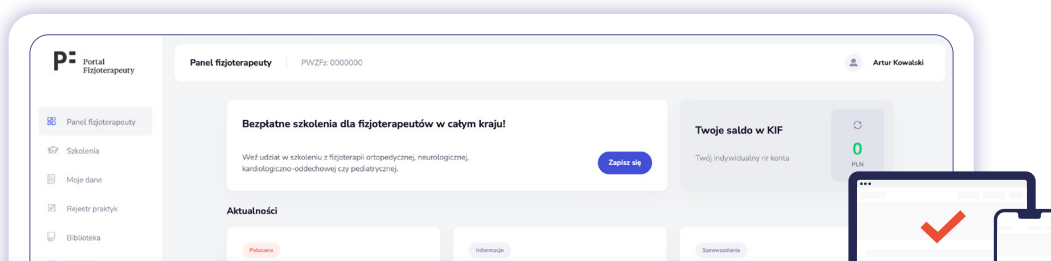 Portal
Fizjoterapeuty
Panel fizjoterapeuty
PWZFz: 0000000
Artur Kowalski
Panel fizjoterapeuty
Szkolenia
Moje dane
Rejestr praktyk
Biblioteka
Bezpłatne szkolenia dla fizjoterapeutów w całym kraju!
Weź udział w szkoleniu z fizjoterapii ortopedycznej, neurologicznej,
kardiologiczno-oddechowej czy pediatrycznej.
Zapisz się
Twoje saldo w KIF
Twój indywidualny nr konta
0
PLN
Aktualności
Polecane
Informacje
Sprawozdania